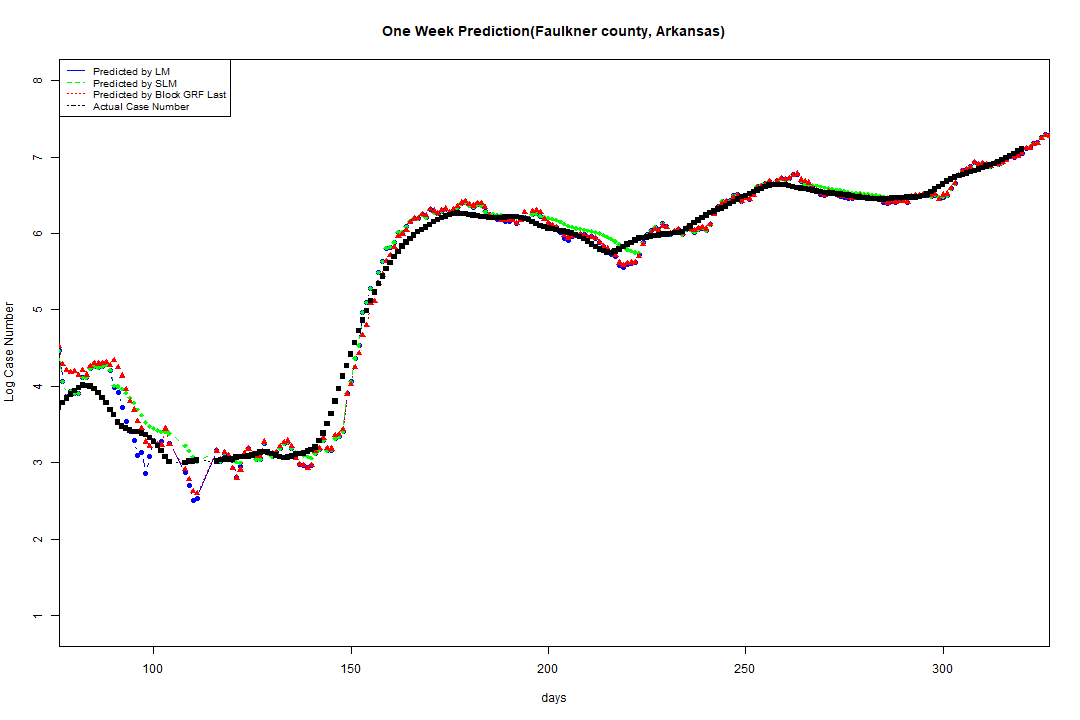 One Week Prediction(Faulkner county, Arkansas)
Predicted by LM
Predicted by SLM
Predicted by Block GRF Last
Actual Case Number
8
7
6
5
4
3
2
1
Log Case Number
100 150 200 250 300
days